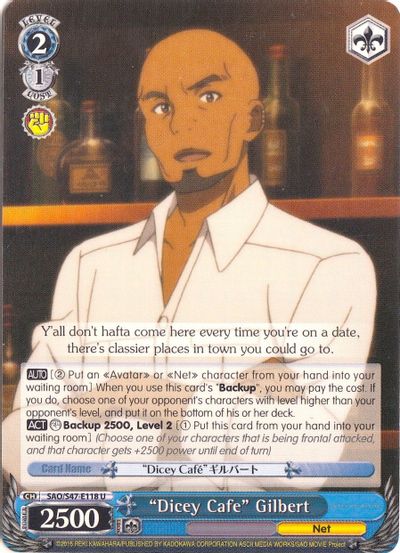 LEVEL
2
1
COST
Y'all don't hafta come here every time you're on a date,
there's classier places in town you could go to.
AUTO [② Put an «Avatar» or «Net» character from your hand into your
waiting room] When you use this card's "Backup", you may pay the cost. If
you do, choose one of your opponent's characters with level higher than your
opponent's level, and put it on the bottom of his or her deck.
ACT Backup 2500, Level 2 [① Put this card from your hand into your
waiting room] (Choose one of your characters that is being frontal attacked,
and that character gets +2500 power until end of turn)
Card Name "Dicey Café" ギルバート
CH SAO/S47-E118 U
POWER 2500 "Dicey Cafe" Gilbert
Net
©2015 REKI KAWAHARA/PUBLISHED BY KADOKAWA CORPORATION ASCII MEDIA WORKS/SAO MOVIE Project